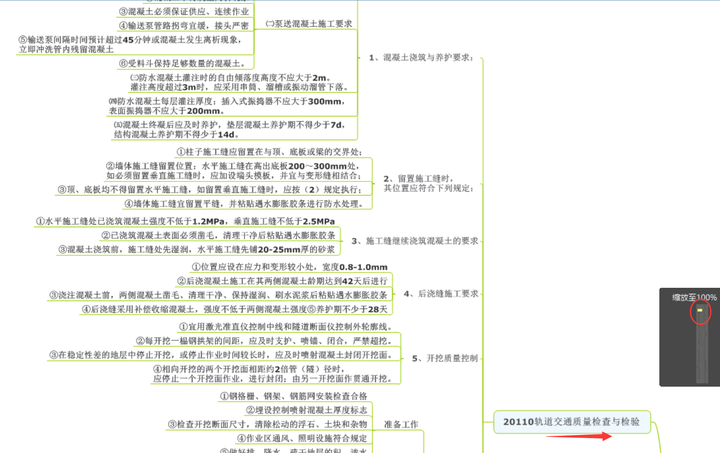 ③混凝土必须保证供应、连续作业
④输送泵管路拐弯宜缓，接头严密
⑤输送泵间隔时间预计超过45分钟或混凝土发生离析现象，
立即冲洗管内残留混凝土
⑥受料斗保持足够数量的混凝土。
㈡泵送混凝土施工要求
㈢防水混凝土灌注时的自由倾落度高度不应大于2m，
灌注高度超过3m时，应采用串筒、溜槽或振动溜管下落。
㈣防水混凝土每层灌注厚度：插入式振捣器不应大于300mm，
表面振捣器不应大于200mm。
㈤混凝土终凝后应及时养护，垫层混凝土养护期不得少于7d，
结构混凝土养护期不得少于14d。
1、混凝土浇筑与养护要求：
①柱子施工缝应留置在与顶、底板或梁的交界处；
②墙体施工缝留置位置：水平施工缝在高出底板200～300mm处，
如必须留置垂直施工缝时，应加设端头模板，并宜与变形缝相结合；
③顶、底板均不得留置水平施工缝，如留置垂直施工缝时，应按（2）规定执行；
④墙体施工缝宜留置平缝，并粘贴遇水膨胀胶条进行防水处理。
2、留置施工缝时，
其位置应符合下列规定；
①水平施工缝处已浇筑混凝土强度不低于1.2MPa，垂直施工缝不低于2.5MPa
②已浇筑混凝土表面必须凿毛，清理干净后粘贴遇水膨胀胶条
③混凝土浇筑前，施工缝处先湿润，水平施工缝先铺20-25mm厚的砂浆
3、施工缝继续浇筑混凝土的要求
①位置应设在应力和变形较小处，宽度0.8-1.0mm
②后浇混凝土施工在其两侧混凝土龄期达到42天后进行
③浇注混凝土前，两侧混凝土凿毛、清理干净、保持湿润、刷水泥浆后粘贴遇水膨胀胶条
④后浇缝采用补偿收缩混凝土，强度不低于两侧混凝土强度⑤养护期不少于28天
4、后浇缝施工要求
①宜用激光准直仪控制中线和隧道断面仪控制外轮廓线。
②每开挖一榀钢拱架的间距，应及时支护、喷锚、闭合，严禁超挖。
③在稳定性差的地层中停止开挖，或停止作业时间较长时，应及时喷射混凝土封闭开挖面。
④相向开挖的两个开挖面相距约2倍管（隧）径时，
应停止一个开挖面作业，进行封闭；由另一开挖面作贯通开挖。
5、开挖质量控制
①钢格栅、钢架、钢筋网安装检查合格
②埋设控制喷射混凝土厚度标志
③检查开挖断面尺寸，清除松动的浮石、土块和杂物
④作业区通风、照明设施符合规定
准备工作
20110轨道交通质量检查与检验
缩放至100%